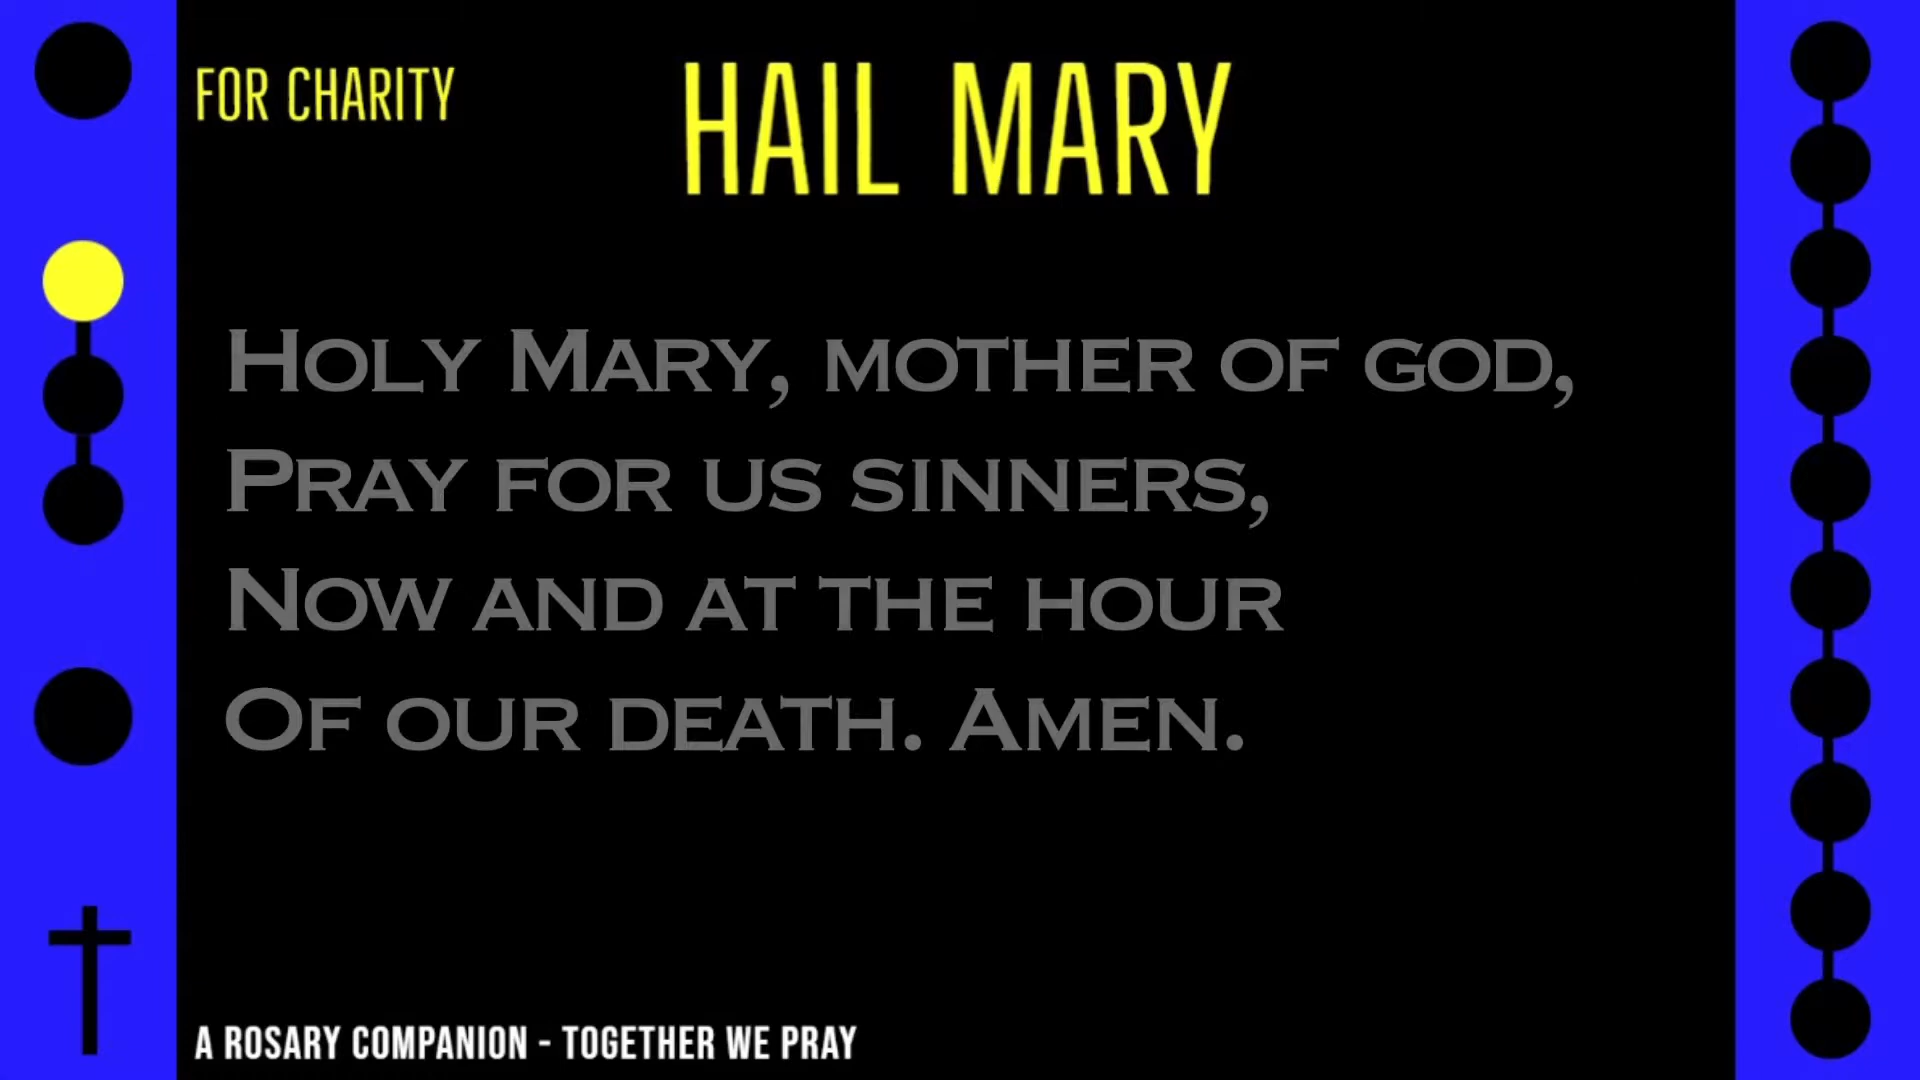 FOR CHARITY
HAIL MARY
Holy Mary, mother of god,
Pray for us sinners,
Now and at the hour
Of our death. Amen.
A ROSARY COMPANION - TOGETHER WE PRAY